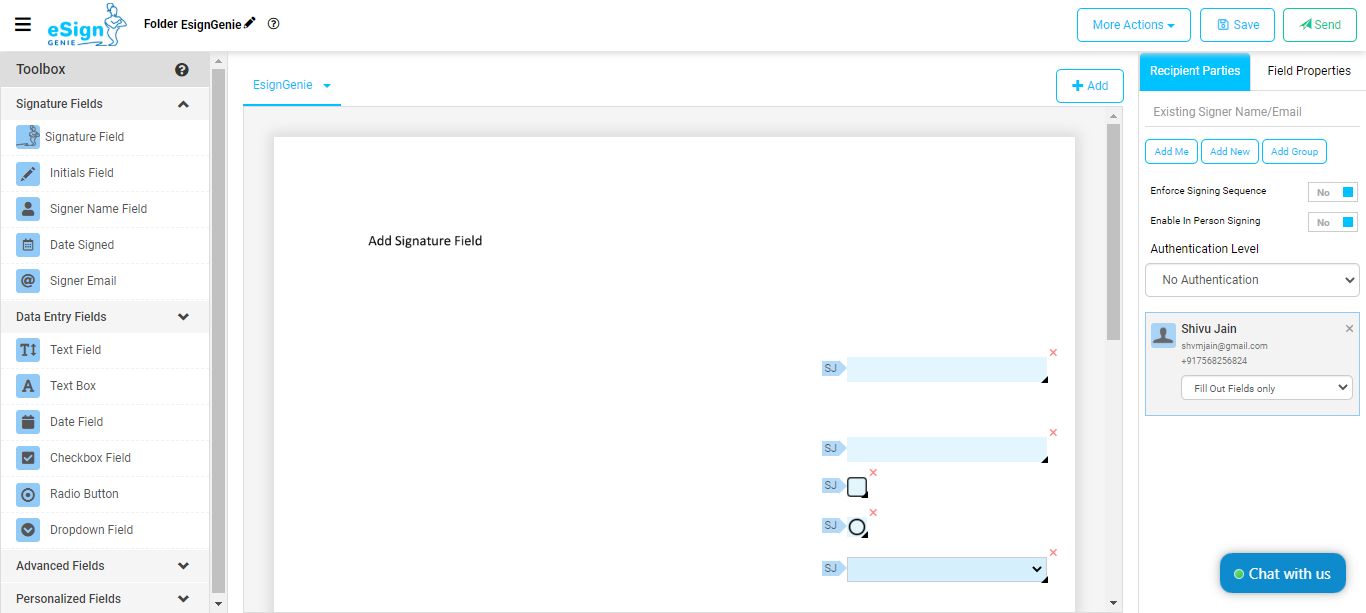 eSign
GENIE
Folder EsignGenie
More Actions
Save
Send
Toolbox
Signature Fields
Signature Field
Initials Field
Signer Name Field
Date Signed
Signer Email
Data Entry Fields
Text Field
Text Box
Date Field
Checkbox Field
Radio Button
Dropdown Field
Advanced Fields
Personalized Fields
EsignGenie
Add
Add Signature Field
SJ
SJ
SJ
SJ
SJ
Recipient Parties
Field Properties
Existing Signer Name/Email
Add Me
Add New
Add Group
Enforce Signing Sequence
No
Enable In Person Signing
No
Authentication Level
No Authentication
Shivu Jain
shvmjain@gmail.com
+917568256824
Fill Out Fields only
Chat with us